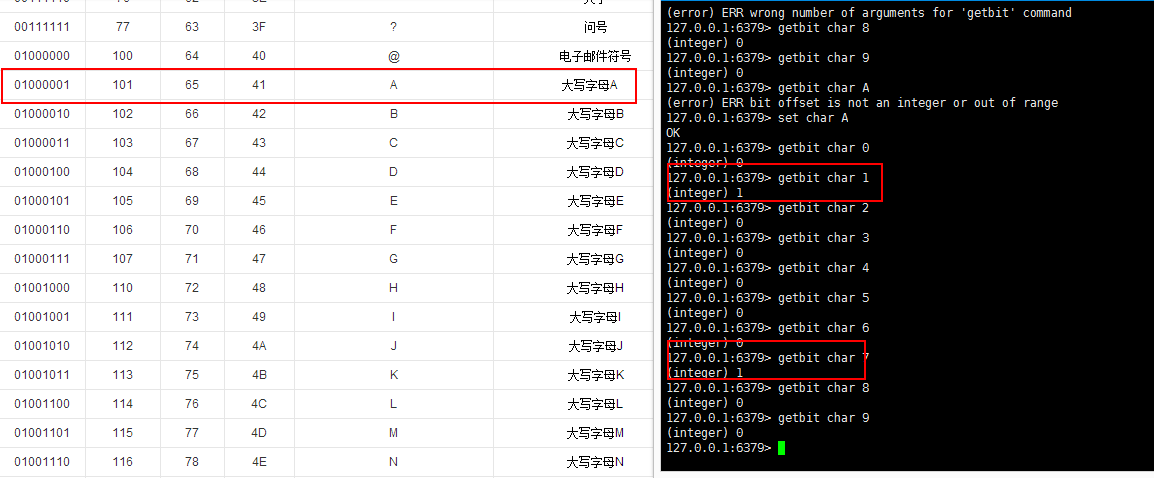 00111111 77 63 3F ? 问号
01000000 100 64 40 @ 电子邮件符号
01000001 101 65 41 A 大写字母A
01000010 102 66 42 B 大写字母B
01000011 103 67 43 C 大写字母C
01000100 104 68 44 D 大写字母D
01000101 105 69 45 E 大写字母E
01000110 106 70 46 F 大写字母F
01000111 107 71 47 G 大写字母G
01001000 110 72 48 H 大写字母H
01001001 111 73 49 I 大写字母I
01001010 112 74 4A J 大写字母J
01001011 113 75 4B K 大写字母K
01001100 114 76 4C L 大写字母L
01001101 115 77 4D M 大写字母M
01001110 116 78 4E N 大写字母N
(error) ERR wrong number of arguments for 'getbit' command
127.0.0.1:6379> getbit char 8
(integer) 0
127.0.0.1:6379> getbit char 9
(integer) 0
127.0.0.1:6379> getbit char A
(error) ERR bit offset is not an integer or out of range
127.0.0.1:6379> set char A
OK
127.0.0.1:6379> getbit char 0
(integer) 0
127.0.0.1:6379> getbit char 1
(integer) 1
127.0.0.1:6379> getbit char 2
(integer) 0
127.0.0.1:6379> getbit char 3
(integer) 0
127.0.0.1:6379> getbit char 4
(integer) 0
127.0.0.1:6379> getbit char 5
(integer) 0
127.0.0.1:6379> getbit char 6
(integer) 0
127.0.0.1:6379> getbit char 7
(integer) 1
127.0.0.1:6379> getbit char 8
(integer) 0
127.0.0.1:6379> getbit char 9
(integer) 0
127.0.0.1:6379>